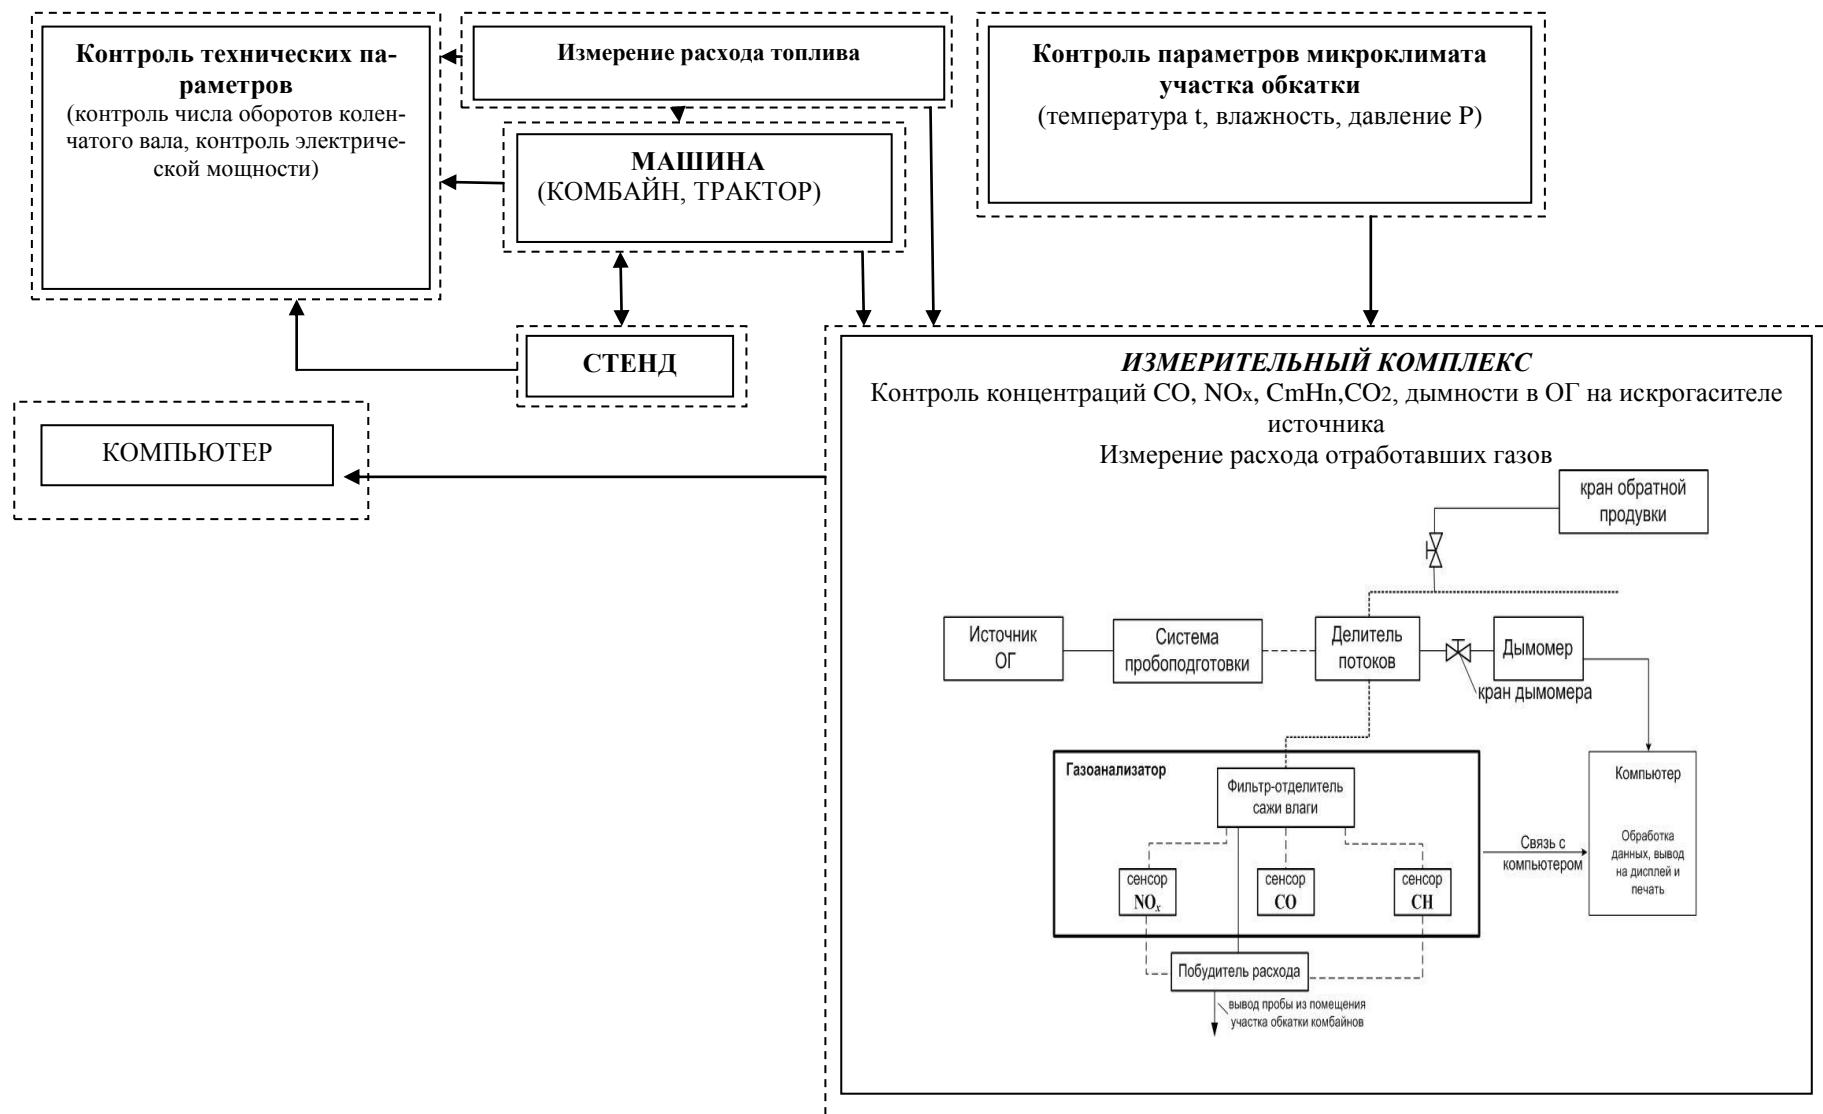 Контроль технических па-
раметров
(контроль числа оборотов колен-
чатого вала, контроль электриче-
ской мощности)
Измерение расхода топлива
МАШИНА
(КОМБАЙН, ТРАКТОР)
Контроль параметров микроклимата
участка обкатки
(температура t, влажность, давление Р)
СТЕНД
КОМПЬЮТЕР
ИЗМЕРИТЕЛЬНЫЙ КОМПЛЕКС
Контроль концентраций CO, NOx, CmHn,CO2, дымности в ОГ на искрогасителе
источника
Измерение расхода отработавших газов
кран обратной
продувки
Источник
ОГ
Система
пробоподготовки
Делитель
потоков
Дымомер
кран дымомера
Газоанализатор
Фильтр-отделитель
сажи влаги
сенсор
NOx
сенсор
CO
сенсор
CH
Связь с
компьютером
Компьютер
Обработка
данных, вывод
на дисплей и
печать
Побудитель расхода
вывод пробы из помещения
участка обкатки комбайнов